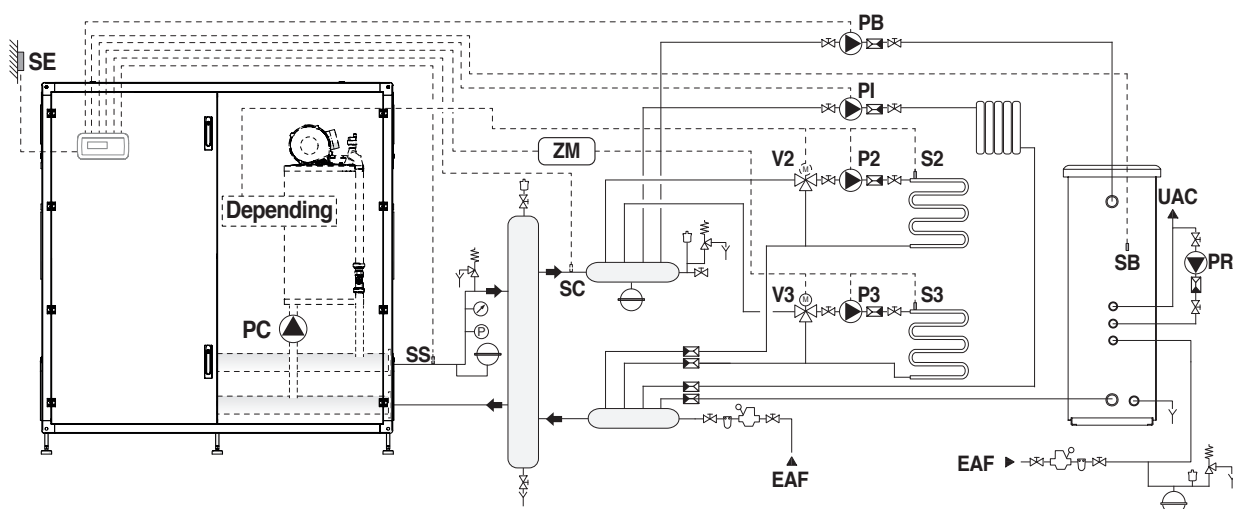 PB
SE
PI
ZM
V2
P2
S2
Depending
UAC
SB
PR
SC
V3
P3
S3
PC
SS
P
M
M
EAF
EAF